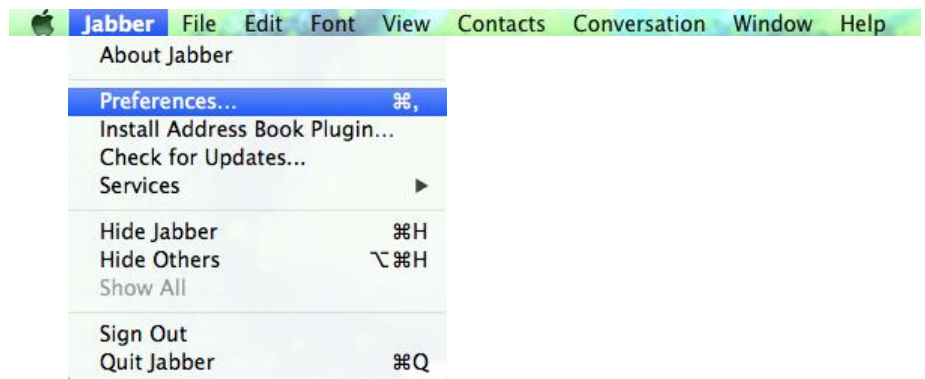 Jabber File Edit Font View Contacts Conversation Window Help
About Jabber
Preferences... ⌘,
Install Address Book Plugin...
Check for Updates...
Services ▶
Hide Jabber ⌘H
Hide Others ⌥⌘H
Show All
Sign Out
Quit Jabber ⌘Q